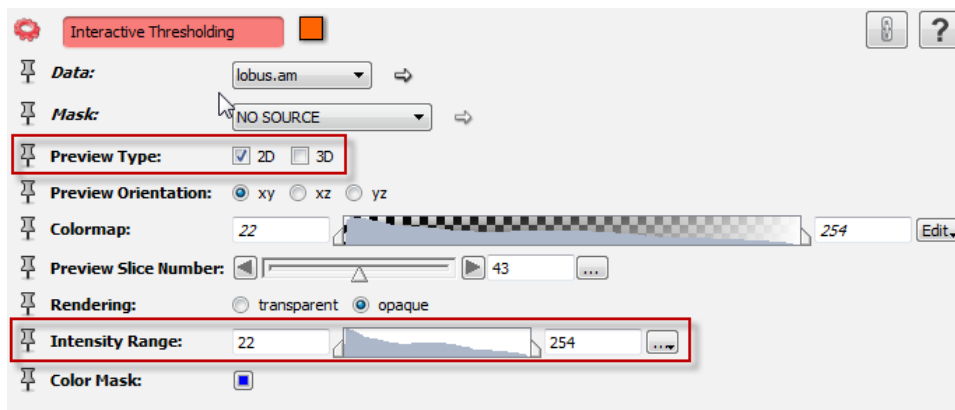 Interactive Thresholding ?
Data: lobus.am
Mask: NO SOURCE
Preview Type: 2D 3D
Preview Orientation: xy xz yz
Colormap: 22 254 Edit
Preview Slice Number: 43 ...
Rendering: transparent opaque
Intensity Range: 22 254 ...
Color Mask: